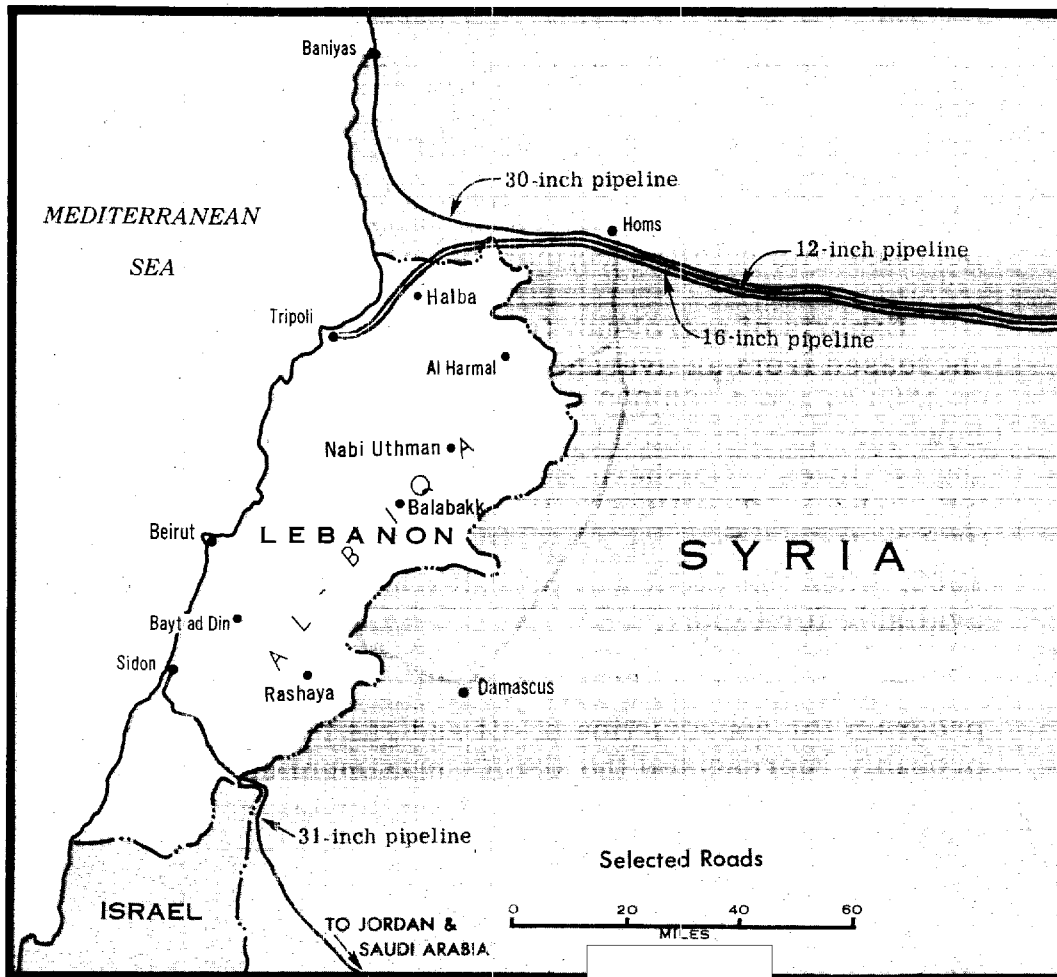 Baniyas
30-inch pipeline
MEDITERRANEAN
SEA
Homs
12-inch pipeline
Halba
Tripoli
16-inch pipeline
Al Harmal
Nabi Uthman
Balabakk
Beirut
LEBANON
SYRIA
AL-BIQA
Bayt ad Din
Sidon
Rashaya
Damascus
31-inch pipeline
Selected Roads
ISRAEL
0 20 40 60
MILES
TO JORDAN &
SAUDI ARABIA